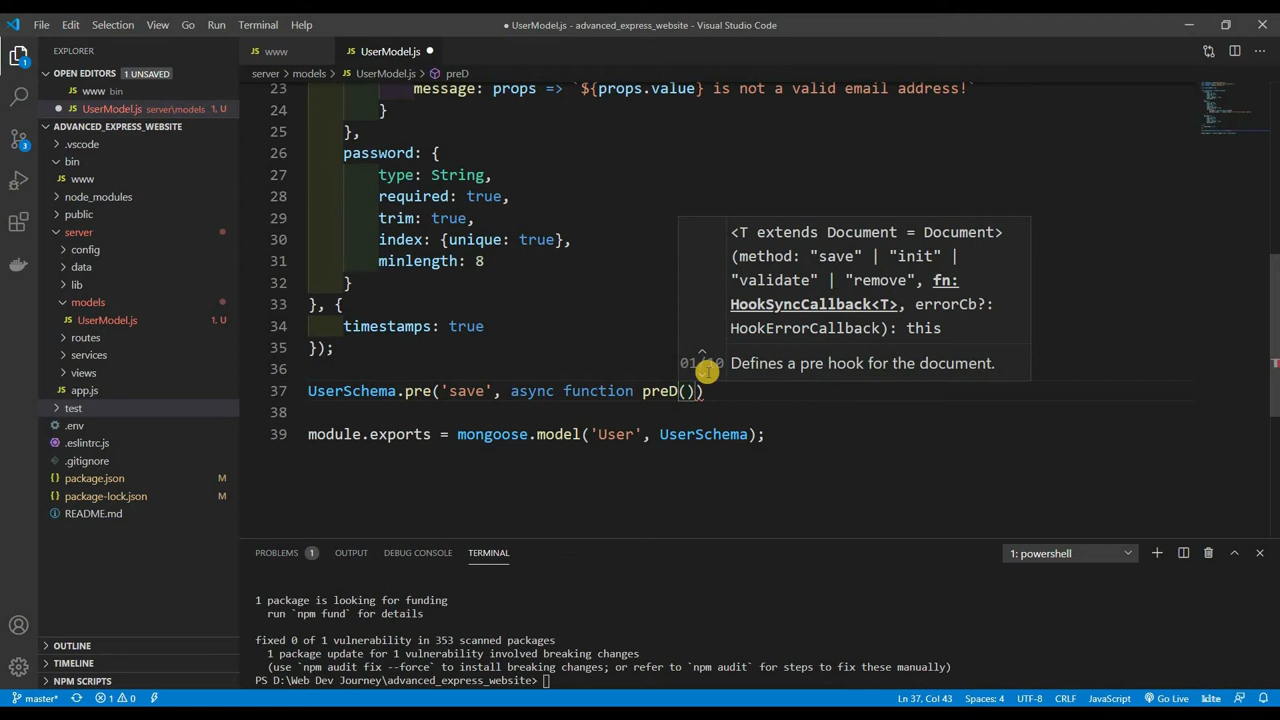 File Edit Selection View Go Run Terminal Help
UserModel.js - advanced_express_website - Visual Studio Code
EXPLORER
OPEN EDITORS 1 UNSAVED
www bin
UserModel.js server\models 1, U
ADVANCED_EXPRESS_WEBSITE
.vscode
bin
www
node_modules
public
server
config
data
lib
models
UserModel.js 1, U
routes
services
views
app.js
test
.env
.eslintrc.js
.gitignore
package.json M
package-lock.json M
README.md
OUTLINE
TIMELINE
NPM SCRIPTS
www UserModel.js
server > models > UserModel.js > preD
23 message: props => `${props.value} is not a valid email address!`
24 }
25 },
26 password: {
27 type: String,
28 required: true,
29 trim: true,
30 index: {unique: true},
31 minlength: 8
32 }
33 }, {
34 timestamps: true
35 });
36
37 UserSchema.pre('save', async function preD())
38
39 module.exports = mongoose.model('User', UserSchema);
<T extends Document = Document>
(method: "save" | "init" |
"validate" | "remove", fn:
HookSyncCallback<T>, errorCb?:
HookErrorCallback): this
01/10 Defines a pre hook for the document.
PROBLEMS 1 OUTPUT DEBUG CONSOLE TERMINAL 1: powershell
1 package is looking for funding
run `npm fund` for details
fixed 0 of 1 vulnerability in 353 scanned packages
1 package update for 1 vulnerability involved breaking changes
(use `npm audit fix --force` to install breaking changes; or refer to `npm audit` for steps to fix these manually)
PS D:\Web Dev Journey\advanced_express_website>
master* 1 0 Ln 37, Col 43 Spaces: 4 UTF-8 CRLF JavaScript Go Live kite